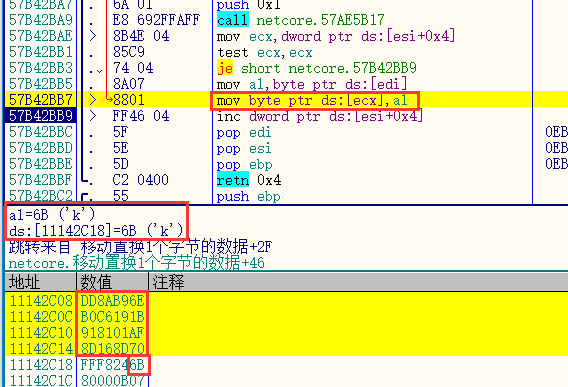 57B42BA7 6A 01 push 0x1
57B42BA9 . E8 692FFAFF call netcore.57AE5B17
57B42BAE > 8B4E 04 mov ecx,dword ptr ds:[esi+0x4]
57B42BB1 . 85C9 test ecx,ecx
57B42BB3 .⌄ 74 04 je short netcore.57B42BB9
57B42BB5 . 8A07 mov al,byte ptr ds:[edi]
57B42BB7 > 8801 mov byte ptr ds:[ecx],al
57B42BB9 > FF46 04 inc dword ptr ds:[esi+0x4]
57B42BBC . 5F pop edi 0EB
57B42BBD . 5E pop esi 0EB
57B42BBE . 5D pop ebp
57B42BBF . C2 0400 retn 0x4
57B42BC2 . 55 push ebp
al=6B ('k')
ds:[11142C18]=6B ('k')
跳转来自 移动置换1个字节的数据+2F
netcore.移动置换1个字节的数据+46
地址 数值 注释
11142C08 DD8AB96E
11142C0C B0C6191B
11142C10 918101AF
11142C14 8D168D70
11142C18 FFF8246B
11142C1C 80000B07